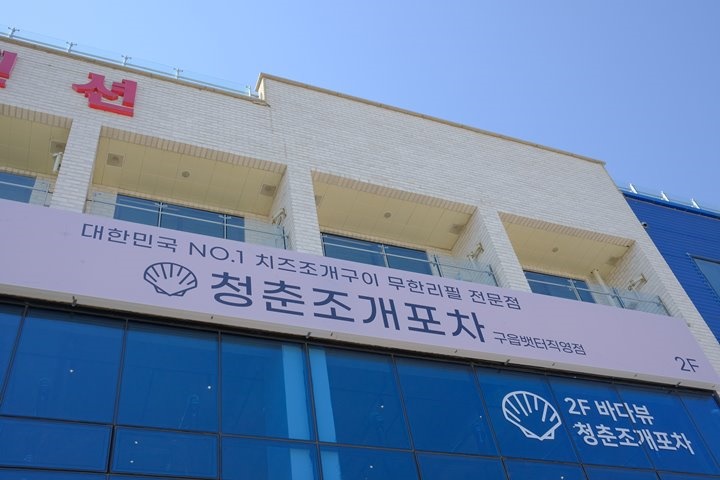 션
대한민국 NO.1 치즈조개구이 무한리필 전문점
청춘조개포차 구읍뱃터직영점
2F
2F 바다뷰
청춘조개포차